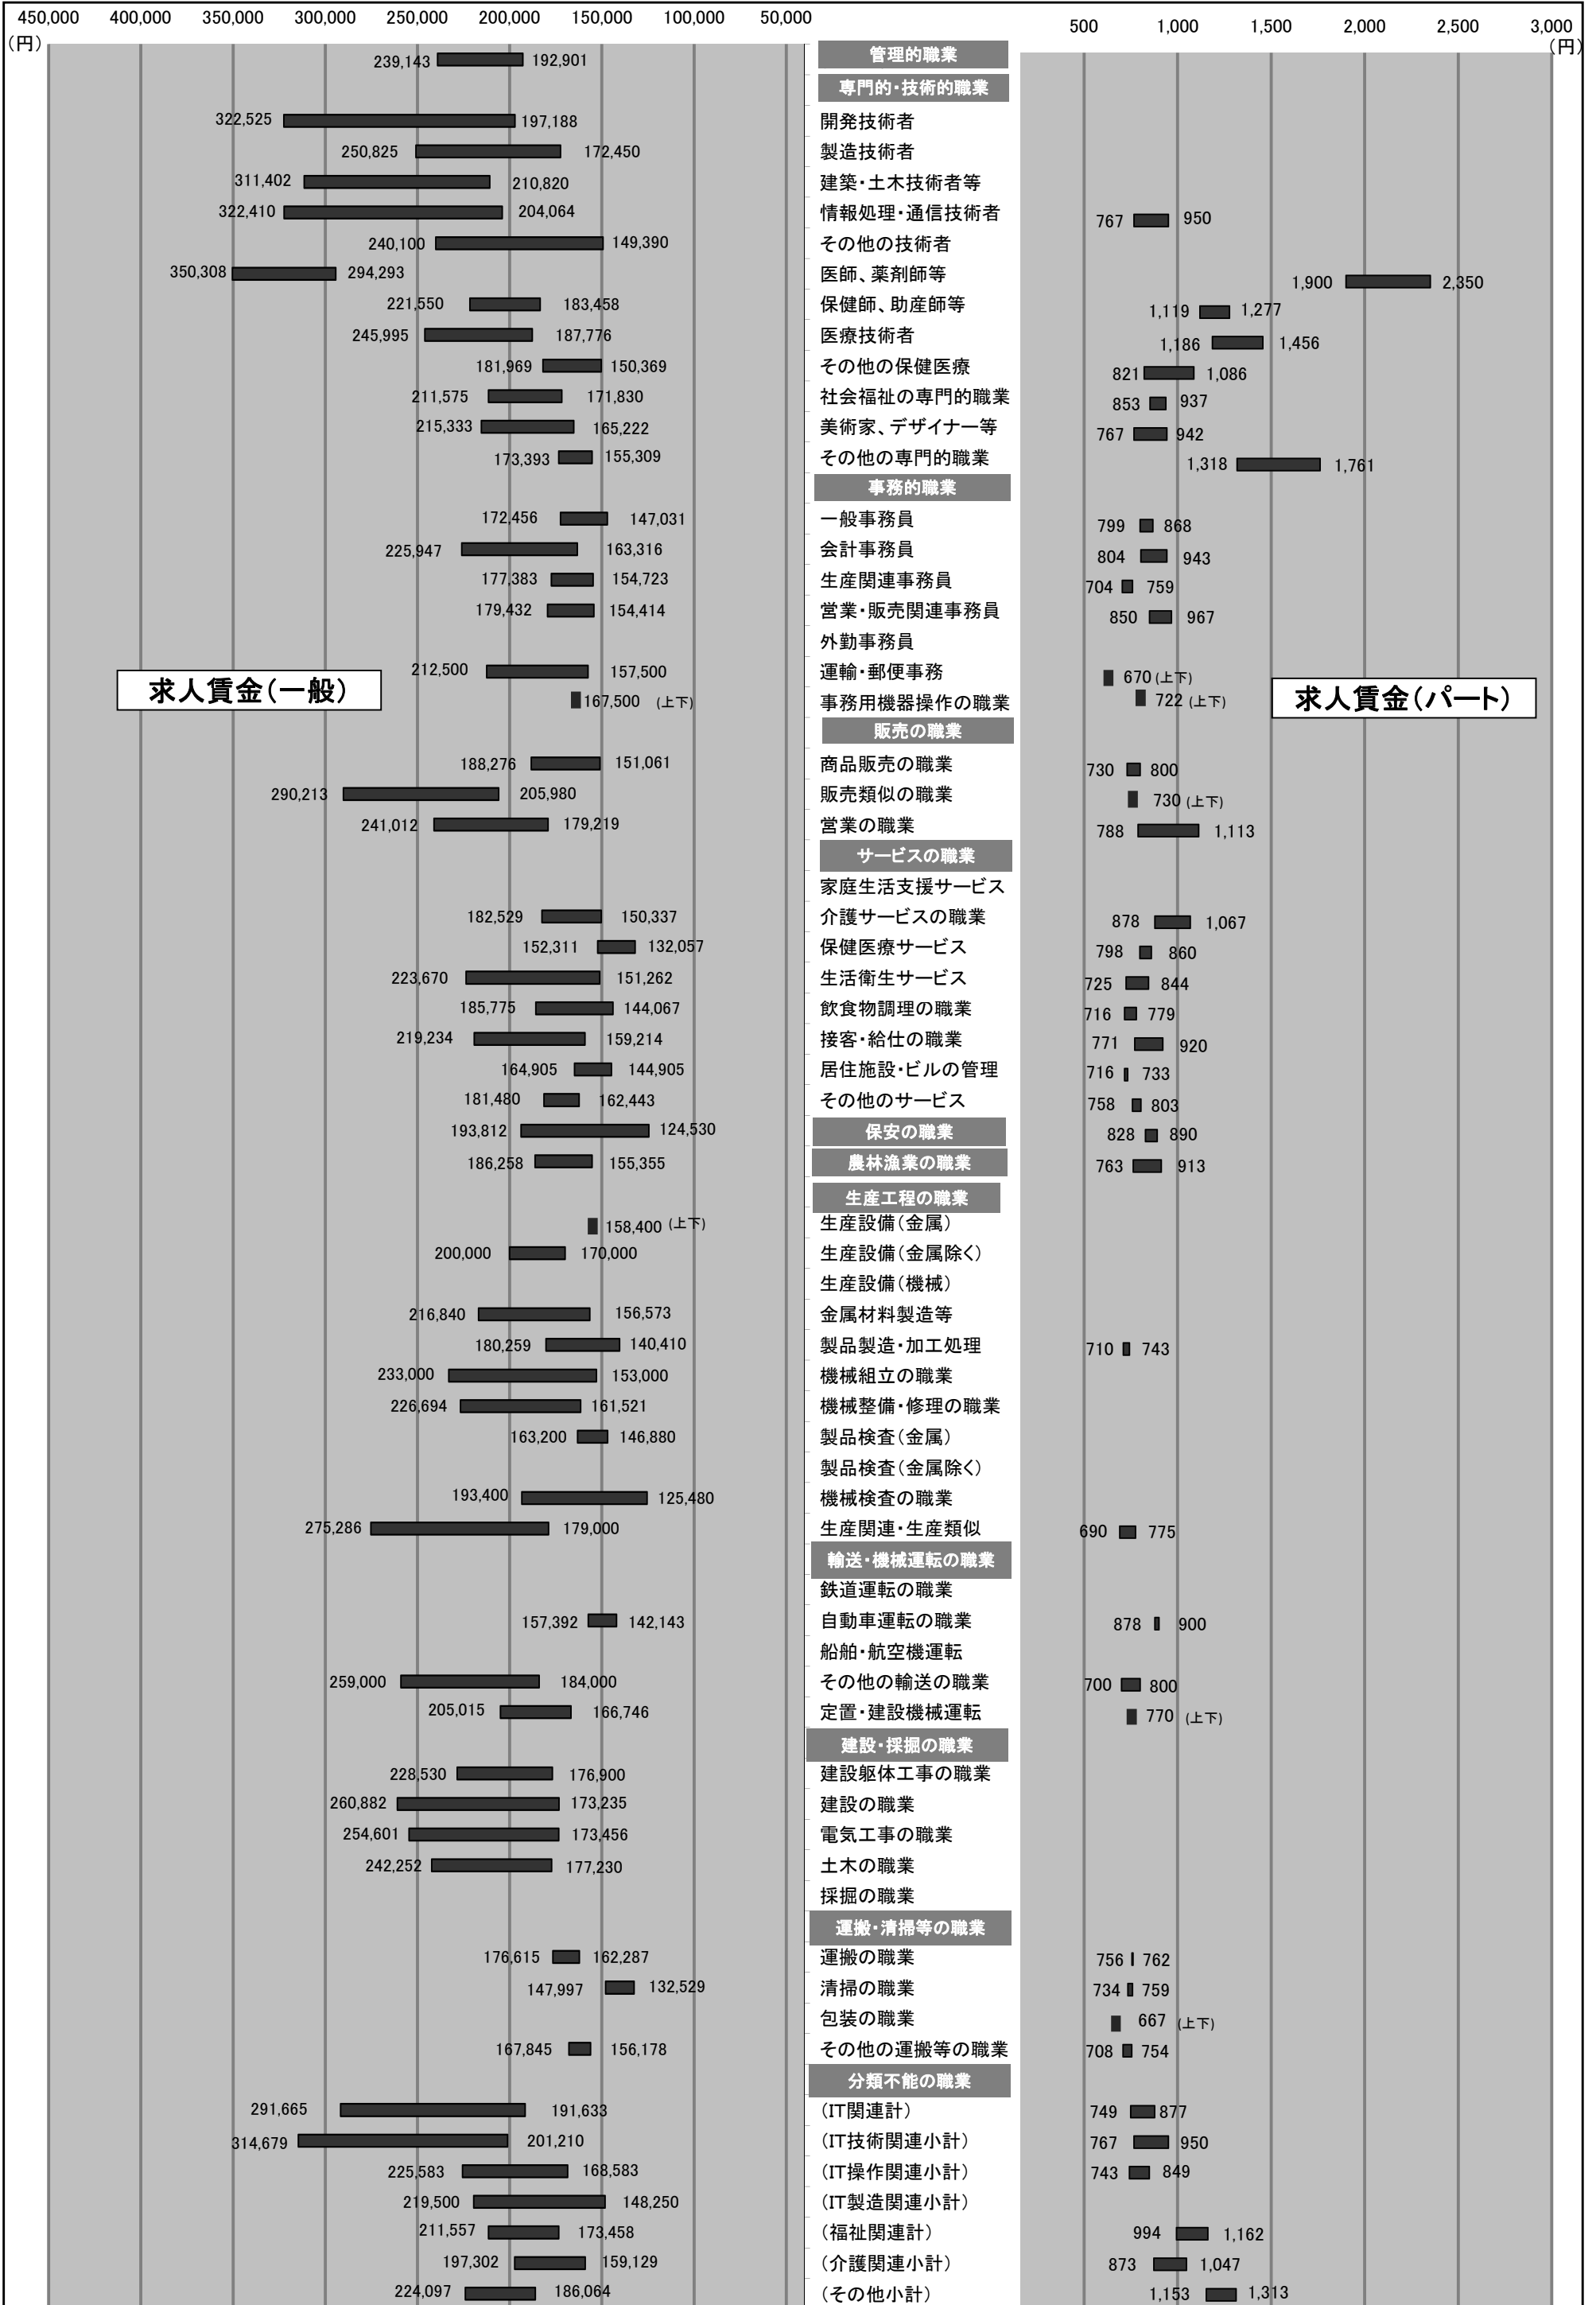 450,000 400,000 350,000 300,000 250,000 200,000 150,000 100,000 50,000 500 1,000 1,500 2,000 2,500 3,000
(円) (円)
239,143 192,901 管理的職業
専門的・技術的職業
322,525 197,188 開発技術者
250,825 172,450 製造技術者
311,402 210,820 建築・土木技術者等
322,410 204,064 情報処理・通信技術者 767 950
240,100 149,390 その他の技術者
350,308 294,293 医師、薬剤師等 1,900 2,350
221,550 183,458 保健師、助産師等 1,119 1,277
245,995 187,776 医療技術者 1,186 1,456
181,969 150,369 その他の保健医療 821 1,086
211,575 171,830 社会福祉の専門的職業 853 937
215,333 165,222 美術家、デザイナー等 767 942
173,393 155,309 その他の専門的職業 1,318 1,761
事務的職業
172,456 147,031 一般事務員 799 868
225,947 163,316 会計事務員 804 943
177,383 154,723 生産関連事務員 704 759
179,432 154,414 営業・販売関連事務員 850 967
外勤事務員
212,500 157,500 運輸・郵便事務 670 (上下)
求人賃金(一般) 求人賃金(パート)
167,500 (上下) 事務用機器操作の職業 722 (上下)
販売の職業
188,276 151,061 商品販売の職業 730 800
290,213 205,980 販売類似の職業 730 (上下)
241,012 179,219 営業の職業 788 1,113
サービスの職業
家庭生活支援サービス
182,529 150,337 介護サービスの職業 878 1,067
152,311 132,057 保健医療サービス 798 860
223,670 151,262 生活衛生サービス 725 844
185,775 144,067 飲食物調理の職業 716 779
219,234 159,214 接客・給仕の職業 771 920
164,905 144,905 居住施設・ビルの管理 716 733
181,480 162,443 その他のサービス 758 803
193,812 124,530 保安の職業 828 890
186,258 155,355 農林漁業の職業 763 913
生産工程の職業
158,400 (上下) 生産設備(金属)
200,000 170,000 生産設備(金属除く)
生産設備(機械)
216,840 156,573 金属材料製造等
180,259 140,410 製品製造・加工処理 710 743
233,000 153,000 機械組立の職業
226,694 161,521 機械整備・修理の職業
163,200 146,880 製品検査(金属)
製品検査(金属除く)
193,400 125,480 機械検査の職業
275,286 179,000 生産関連・生産類似 690 775
輸送・機械運転の職業
鉄道運転の職業
157,392 142,143 自動車運転の職業 878 900
船舶・航空機運転
259,000 184,000 その他の輸送の職業 700 800
205,015 166,746 定置・建設機械運転 770 (上下)
建設・採掘の職業
228,530 176,900 建設躯体工事の職業
260,882 173,235 建設の職業
254,601 173,456 電気工事の職業
242,252 177,230 土木の職業
採掘の職業
運搬・清掃等の職業
176,615 162,287 運搬の職業 756 762
147,997 132,529 清掃の職業 734 759
包装の職業 667 (上下)
167,845 156,178 その他の運搬等の職業 708 754
分類不能の職業
291,665 191,633 (IT関連計) 749 877
314,679 201,210 (IT技術関連小計) 767 950
225,583 168,583 (IT操作関連小計) 743 849
219,500 148,250 (IT製造関連小計)
211,557 173,458 (福祉関連計) 994 1,162
197,302 159,129 (介護関連小計) 873 1,047
224,097 186,064 (その他小計) 1,153 1,313